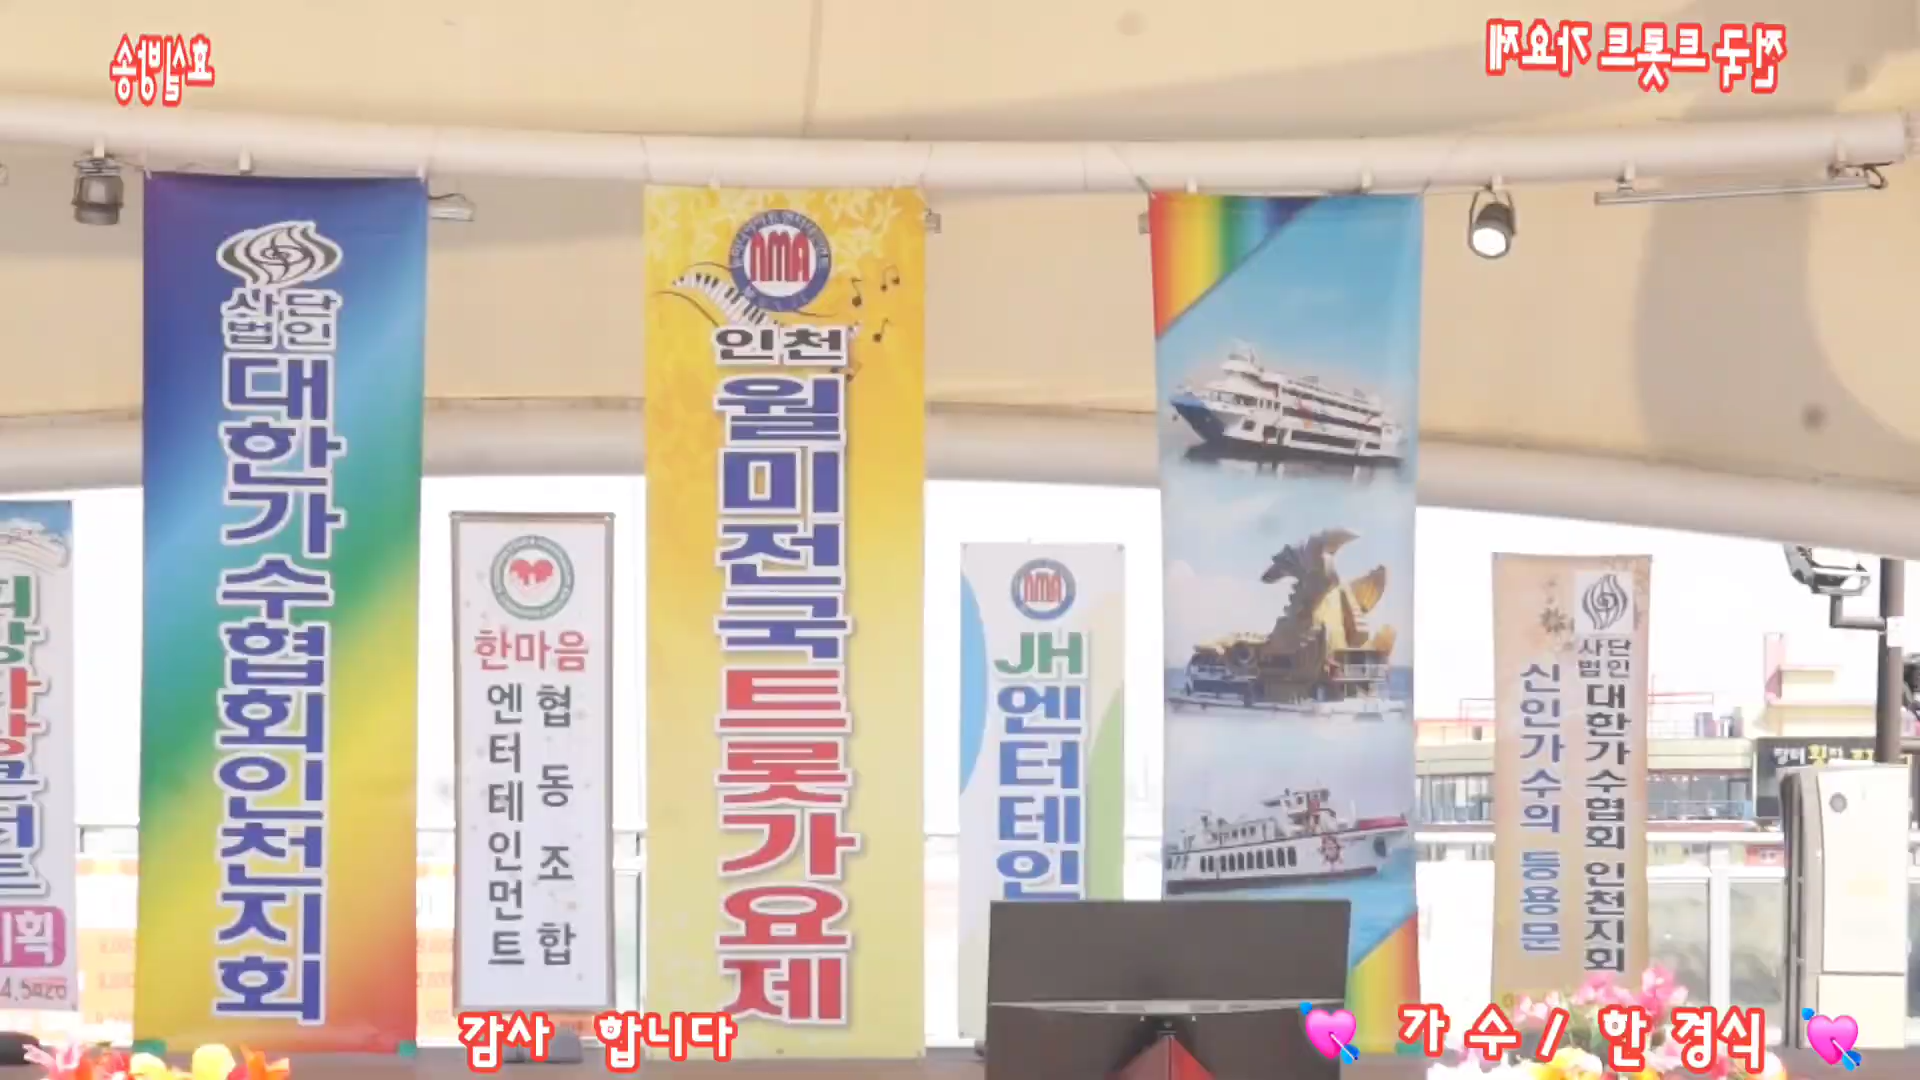 효실방송
전국 트롯트 가요제
사단
법인
대한가수협회인천지회
한마음
협동조합
엔터테인먼트
NMA
인천
월미전국트롯가요제
NMA
JH
엔터테인
사단
법인
대한가수협회 인천지회
신인가수의 등용문
기획
감사 합니다
가 수 / 한 경식